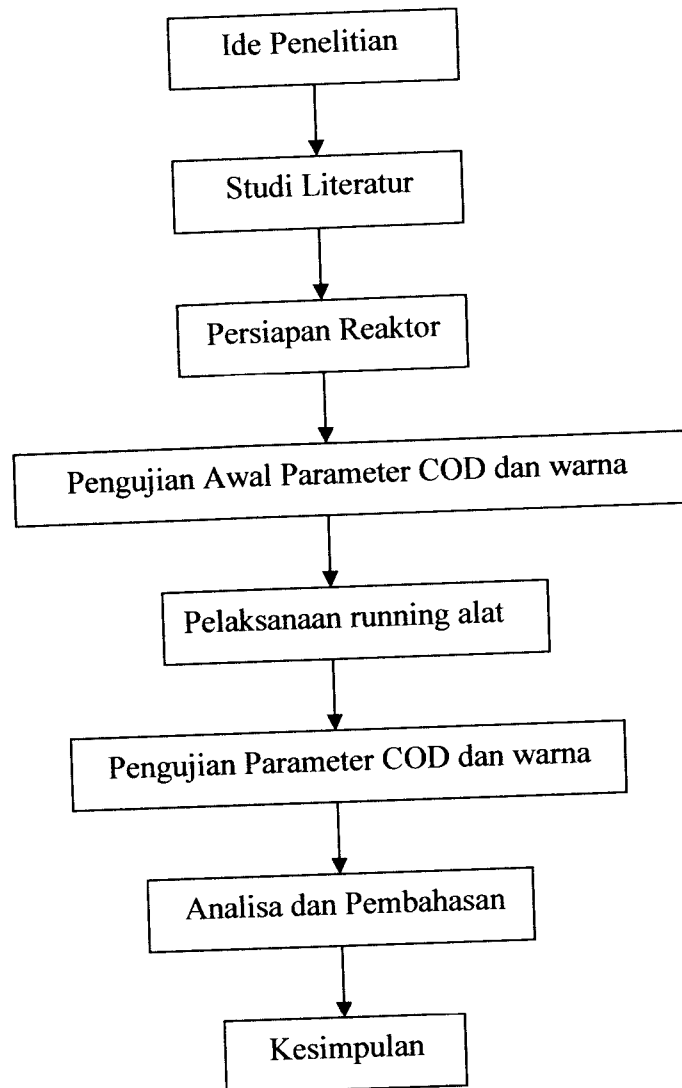 Ide Penelitian
Studi Literatur
Persiapan Reaktor
Pengujian Awal Parameter COD dan warna
Pelaksanaan running alat
Pengujian Parameter COD dan warna
Analisa dan Pembahasan
Kesimpulan